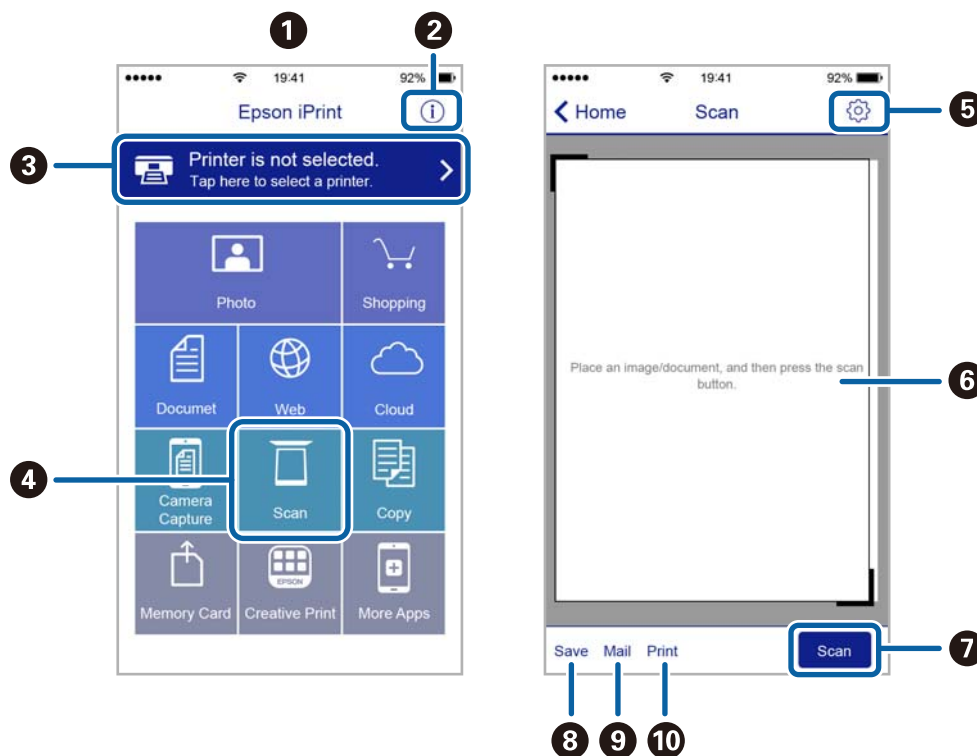 1
2
19:41
92%
Epson iPrint
3
Printer is not selected.
Tap here to select a printer.
Photo
Shopping
Documet
Web
Cloud
4
Camera
Capture
Scan
Copy
EPSON
Memory Card
Creative Print
More Apps
19:41
92%
Home
Scan
5
Place an image/document, and then press the scan
button.
6
Save Mail Print
Scan
7
8
9
10